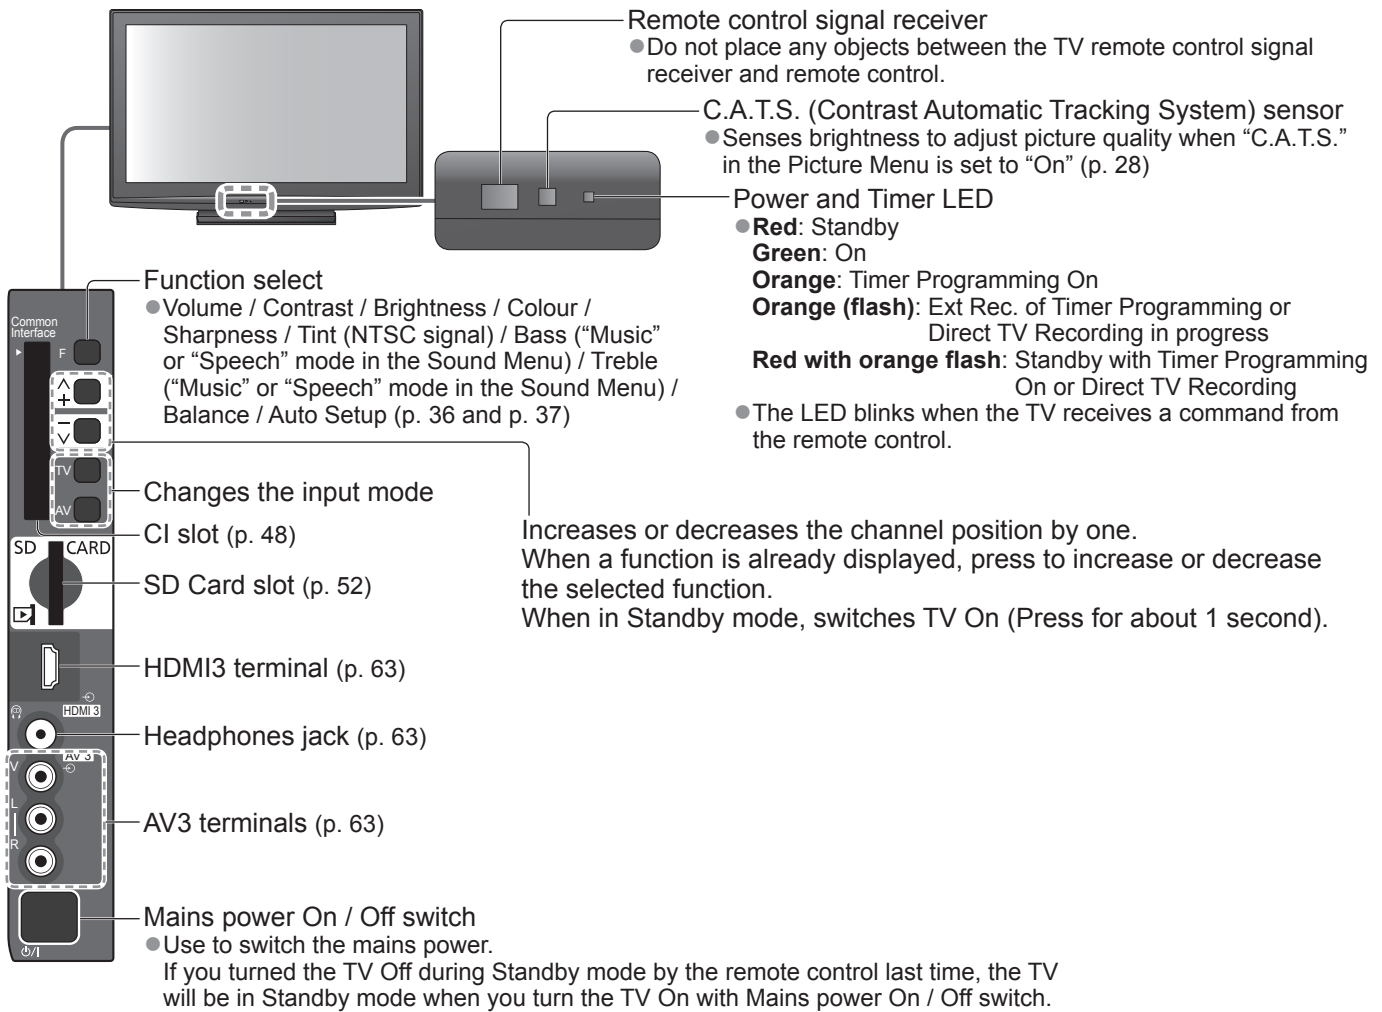 Remote control signal receiver
●Do not place any objects between the TV remote control signal
receiver and remote control.
C.A.T.S. (Contrast Automatic Tracking System) sensor
●Senses brightness to adjust picture quality when “C.A.T.S.”
in the Picture Menu is set to “On” (p. 28)
Power and Timer LED
●Red: Standby
Green: On
Orange: Timer Programming On
Orange (flash): Ext Rec. of Timer Programming or
Direct TV Recording in progress
Red with orange flash: Standby with Timer Programming
On or Direct TV Recording
●The LED blinks when the TV receives a command from
the remote control.
Function select
●Volume / Contrast / Brightness / Colour /
Sharpness / Tint (NTSC signal) / Bass (“Music”
or “Speech” mode in the Sound Menu) / Treble
(“Music” or “Speech” mode in the Sound Menu) /
Balance / Auto Setup (p. 36 and p. 37)
Changes the input mode
CI slot (p. 48)
SD Card slot (p. 52)
Increases or decreases the channel position by one.
When a function is already displayed, press to increase or decrease
the selected function.
When in Standby mode, switches TV On (Press for about 1 second).
HDMI3 terminal (p. 63)
Headphones jack (p. 63)
AV3 terminals (p. 63)
Mains power On / Off switch
●Use to switch the mains power.
If you turned the TV Off during Standby mode by the remote control last time, the TV
will be in Standby mode when you turn the TV On with Mains power On / Off switch.
Common
Interface
F
+
−
TV
AV
SD CARD
HDMI 3
AV 3
V
L
R
/I